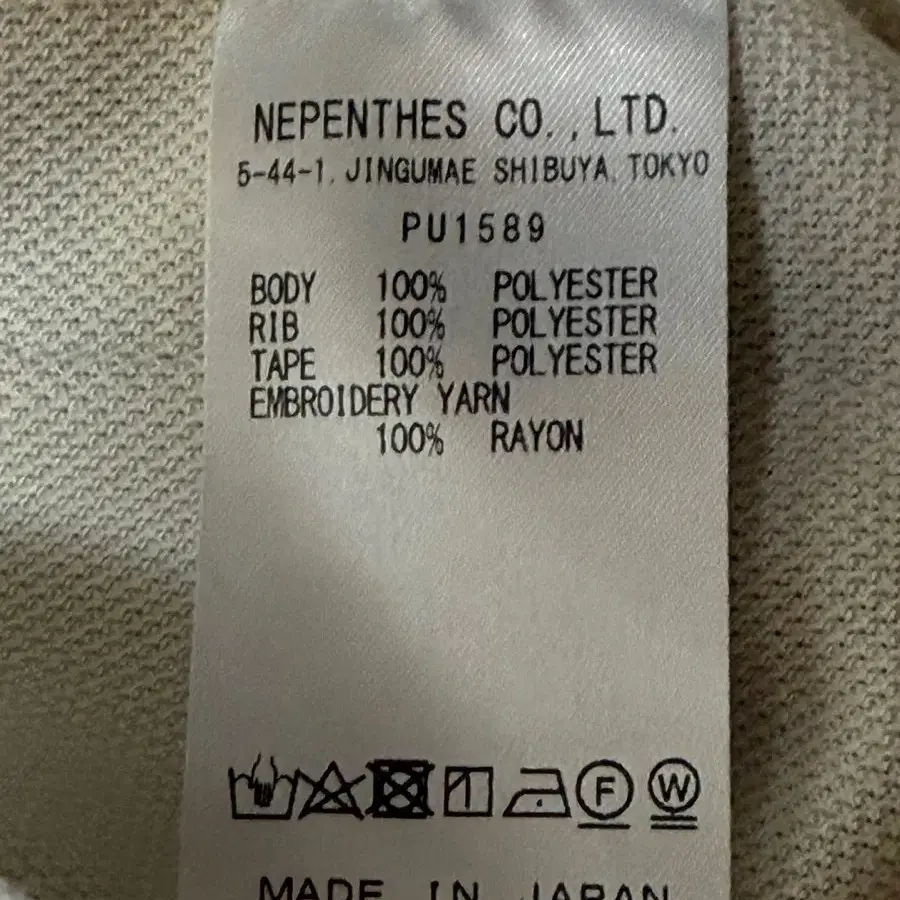 NEPENTHES CO.,LTD.
5-44-1, JINGUMAE SHIBUYA, TOKYO
PU1589
BODY 100% POLYESTER
RIB 100% POLYESTER
TAPE 100% POLYESTER
EMBROIDERY YARN
100% RAYON
F W
MADE IN JAPAN